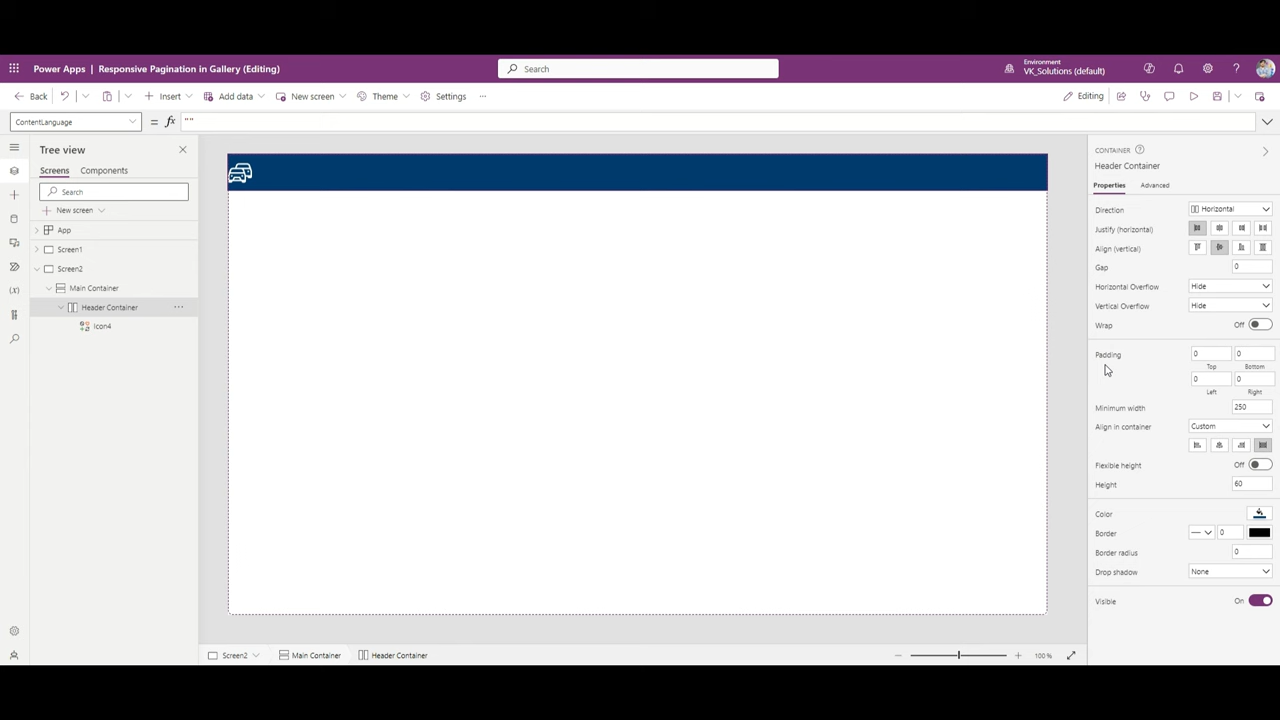 Power Apps | Responsive Pagination in Gallery (Editing)
Search
Environment
VK_Solutions (default)
Back
Insert
Add data
New screen
Theme
Settings
Editing
ContentLanguage
= fx ""
Tree view
Screens Components
Search
New screen
App
Screen1
Screen2
Main Container
Header Container
Icon4
CONTAINER
Header Container
Properties Advanced
Direction Horizontal
Justify (horizontal)
Align (vertical)
Gap 0
Horizontal Overflow Hide
Vertical Overflow Hide
Wrap Off
Padding 0 0
Top Bottom
0 0
Left Right
Minimum width 250
Align in container Custom
Flexible height Off
Height 60
Color
Border 0
Border radius 0
Drop shadow None
Visible On
Screen2 Main Container Header Container
100 %